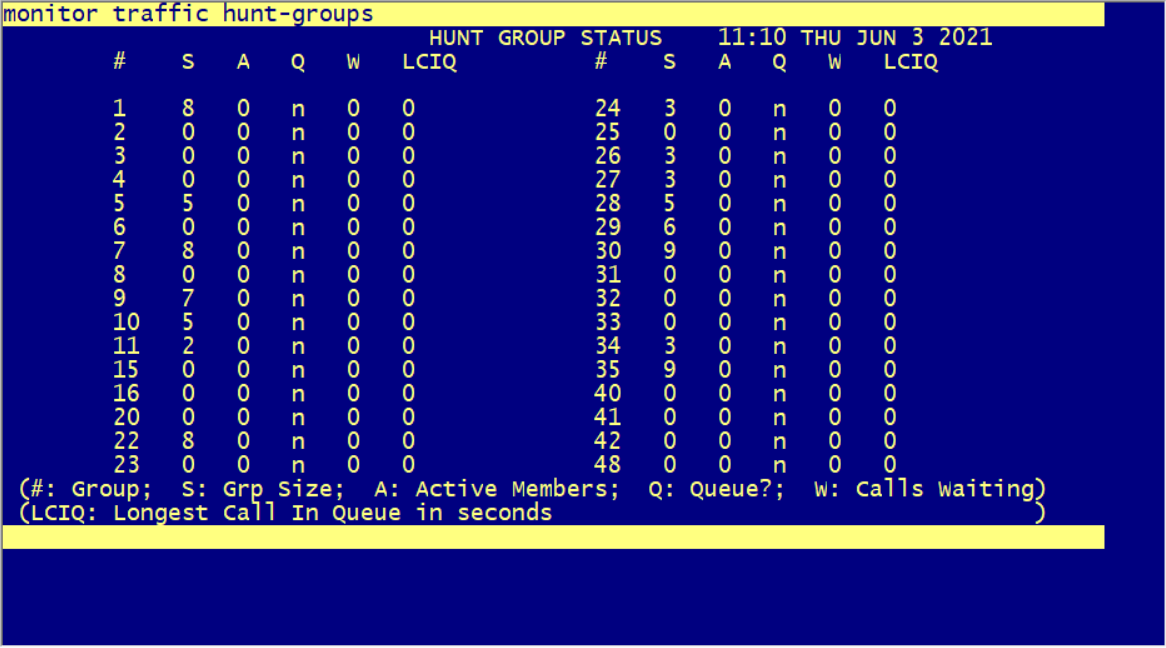 monitor traffic hunt-groups
HUNT GROUP STATUS 11:10 THU JUN 3 2021
# S A Q W LCIQ # S A Q W LCIQ
1 8 0 n 0 0 24 3 0 n 0 0
2 0 0 n 0 0 25 0 0 n 0 0
3 0 0 n 0 0 26 3 0 n 0 0
4 0 0 n 0 0 27 3 0 n 0 0
5 5 0 n 0 0 28 5 0 n 0 0
6 0 0 n 0 0 29 6 0 n 0 0
7 8 0 n 0 0 30 9 0 n 0 0
8 0 0 n 0 0 31 0 0 n 0 0
9 7 0 n 0 0 32 0 0 n 0 0
10 5 0 n 0 0 33 0 0 n 0 0
11 2 0 n 0 0 34 3 0 n 0 0
15 0 0 n 0 0 35 9 0 n 0 0
16 0 0 n 0 0 40 0 0 n 0 0
20 0 0 n 0 0 41 0 0 n 0 0
22 8 0 n 0 0 42 0 0 n 0 0
23 0 0 n 0 0 48 0 0 n 0 0
(#: Group; S: Grp Size; A: Active Members; Q: Queue?; W: Calls Waiting)
(LCIQ: Longest Call In Queue in seconds )